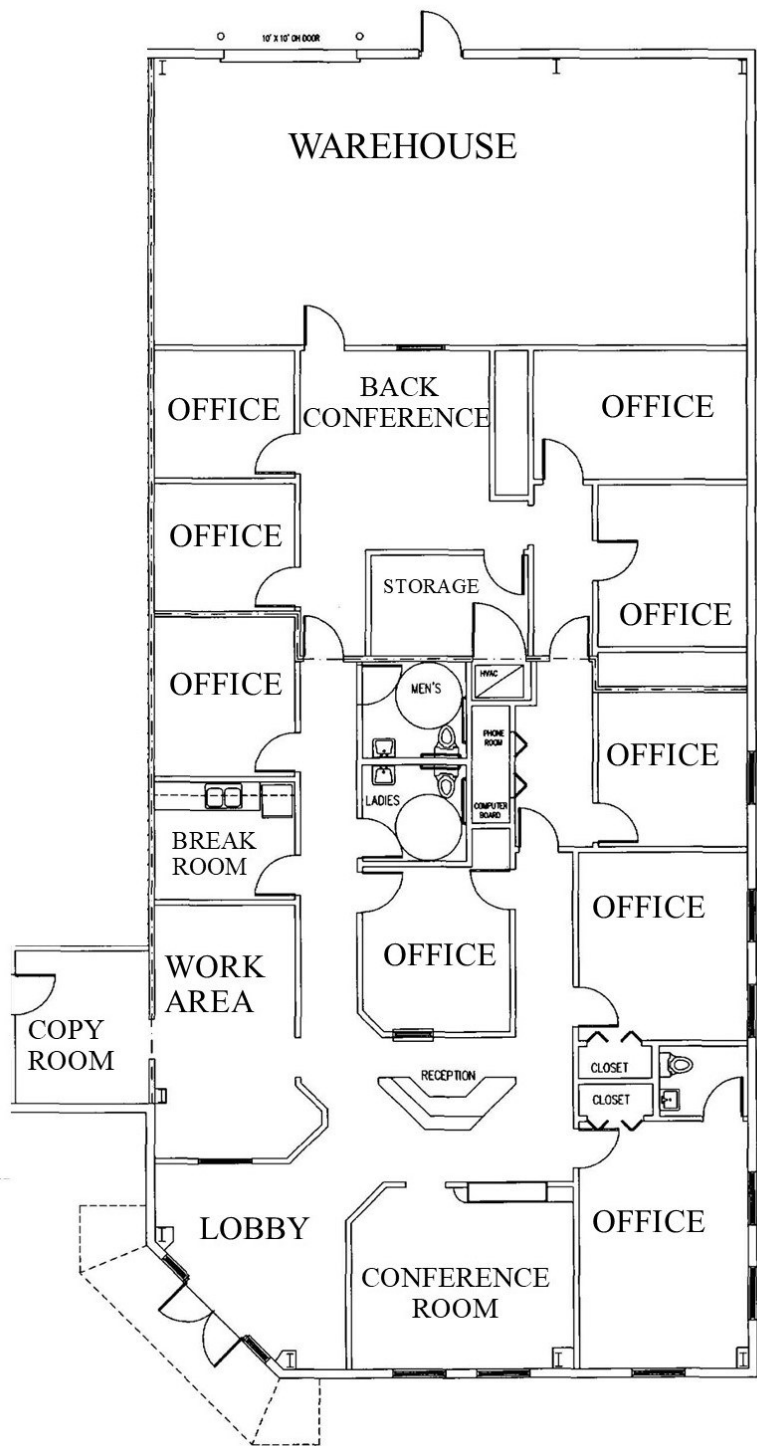 10' X 10' OH DOOR
WAREHOUSE
BACK
CONFERENCE
OFFICE
OFFICE
OFFICE
OFFICE
STORAGE
OFFICE
OFFICE
HVAC
MEN'S
PHONE
ROOM
OFFICE
LADIES
COMPUTER
BOARD
BREAK
ROOM
OFFICE
OFFICE
WORK
AREA
COPY
ROOM
RECEPTION
CLOSET
CLOSET
LOBBY
OFFICE
CONFERENCE
ROOM